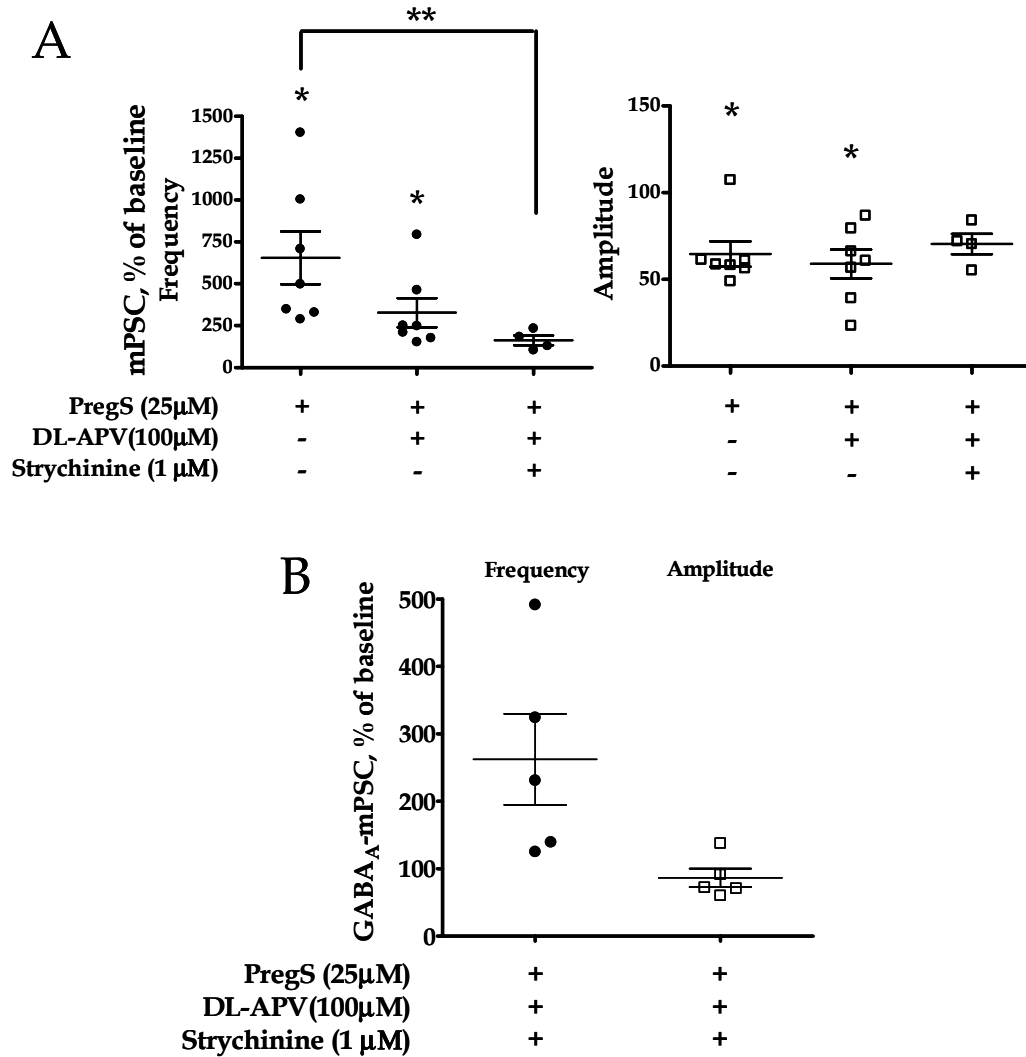 A
**
* * * *
mPSC, % of baseline
Frequency
1500
1250
1000
750
500
250
0
Amplitude
150
100
50
0
PregS (25μM) + + + + + +
DL-APV(100μM) - + + - + +
Strychinine (1 μM) - - + - - +
B
Frequency Amplitude
GABAA-mPSC, % of baseline
500
400
300
200
100
0
PregS (25μM) + +
DL-APV(100μM) + +
Strychinine (1 μM) + +